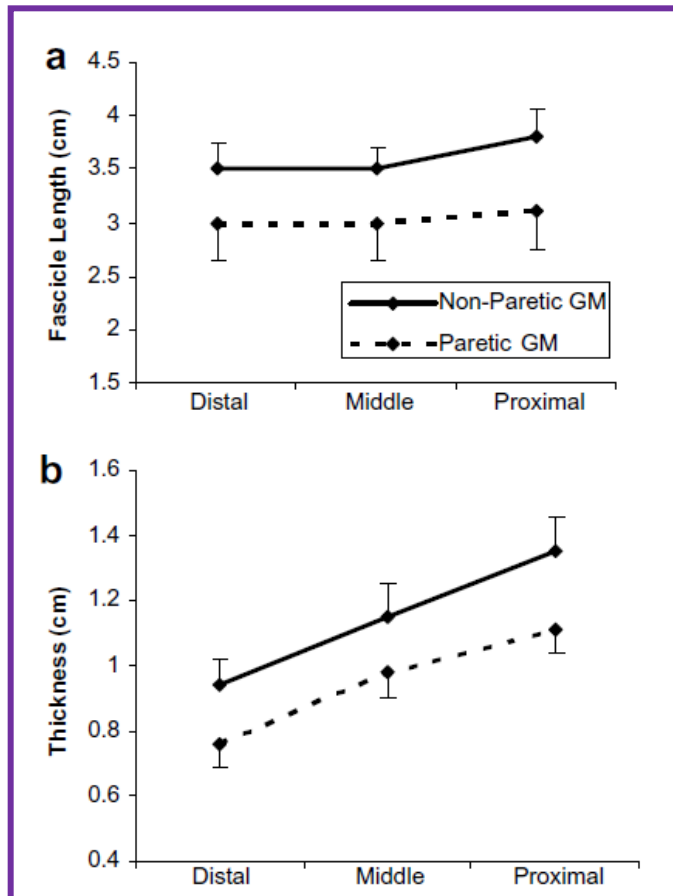 a
Fascicle Length (cm)
4.5
4
3.5
3
2.5
2
1.5
Non-Paretic GM
Paretic GM
Distal Middle Proximal
b
Thickness (cm)
1.6
1.4
1.2
1
0.8
0.6
0.4
Distal Middle Proximal